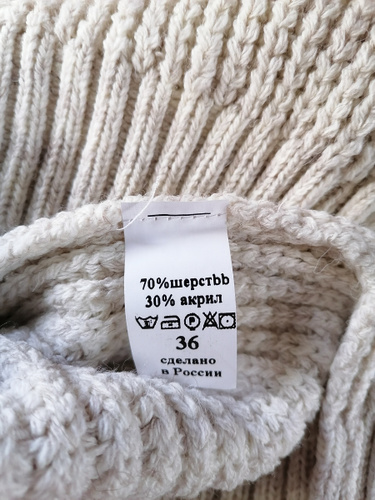 70%шерстbb
30% акрил
36
сделано
в России